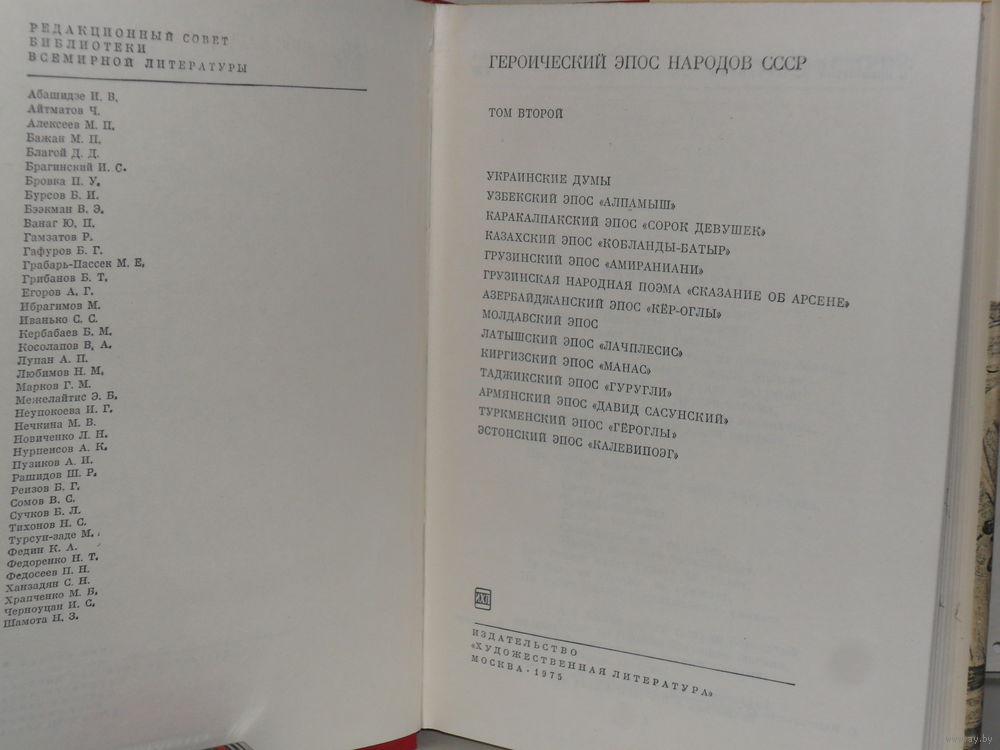 РЕДАКЦИОННЫЙ СОВЕТ
БИБЛИОТЕКИ
ВСЕМИРНОЙ ЛИТЕРАТУРЫ
Абашидзе И. В.
Айтматов Ч.
Алексеев М. П.
Бажан М. П.
Благой Д. Д.
Брагинский И. С.
Бровка П. У.
Бурсов Б. И.
Бээкман В. Э.
Ванаг Ю. П.
Гамзатов Р.
Гафуров Б. Г.
Грабарь-Пассек М. Е.
Грибанов Б. Т.
Егоров А. Г.
Ибрагимов М.
Иванько С. С.
Кербабаев Б. М.
Косолапов В. А.
Лупан А. П.
Любимов Н. М.
Марков Г. М.
Межелайтис Э. Б.
Неупокоева И. Г.
Нечкина М. В.
Новиченко Л. Н.
Нурпеисов А. К.
Пузиков А. И.
Рашидов Ш. Р.
Реизов Б. Г.
Сомов В. С.
Сучков Б. Л.
Тихонов Н. С.
Турсун-заде М.
Федин К. А.
Федоренко Н. Т.
Федосеев П. Н.
Ханзадян С. Н.
Храпченко М. Б.
Черноуцан И. С.
Шамота Н. З.
ГЕРОИЧЕСКИЙ ЭПОС НАРОДОВ СССР
ТОМ ВТОРОЙ
УКРАИНСКИЕ ДУМЫ
УЗБЕКСКИЙ ЭПОС «АЛПАМЫШ»
КАРАКАЛПАКСКИЙ ЭПОС «СОРОК ДЕВУШЕК»
КАЗАХСКИЙ ЭПОС «КОБЛАНДЫ-БАТЫР»
ГРУЗИНСКИЙ ЭПОС «АМИРАНИАНИ»
ГРУЗИНСКАЯ НАРОДНАЯ ПОЭМА «СКАЗАНИЕ ОБ АРСЕНЕ»
АЗЕРБАЙДЖАНСКИЙ ЭПОС «КЁР-ОГЛЫ»
МОЛДАВСКИЙ ЭПОС
ЛАТЫШСКИЙ ЭПОС «ЛАЧПЛЕСИС»
КИРГИЗСКИЙ ЭПОС «МАНАС»
ТАДЖИКСКИЙ ЭПОС «ГУРУГЛИ»
АРМЯНСКИЙ ЭПОС «ДАВИД САСУНСКИЙ»
ТУРКМЕНСКИЙ ЭПОС «ГЁРОГЛЫ»
ЭСТОНСКИЙ ЭПОС «КАЛЕВИПОЭГ»
ИХЛ
ИЗДАТЕЛЬСТВО
«ХУДОЖЕСТВЕННАЯ ЛИТЕРАТУРА»
МОСКВА · 1975